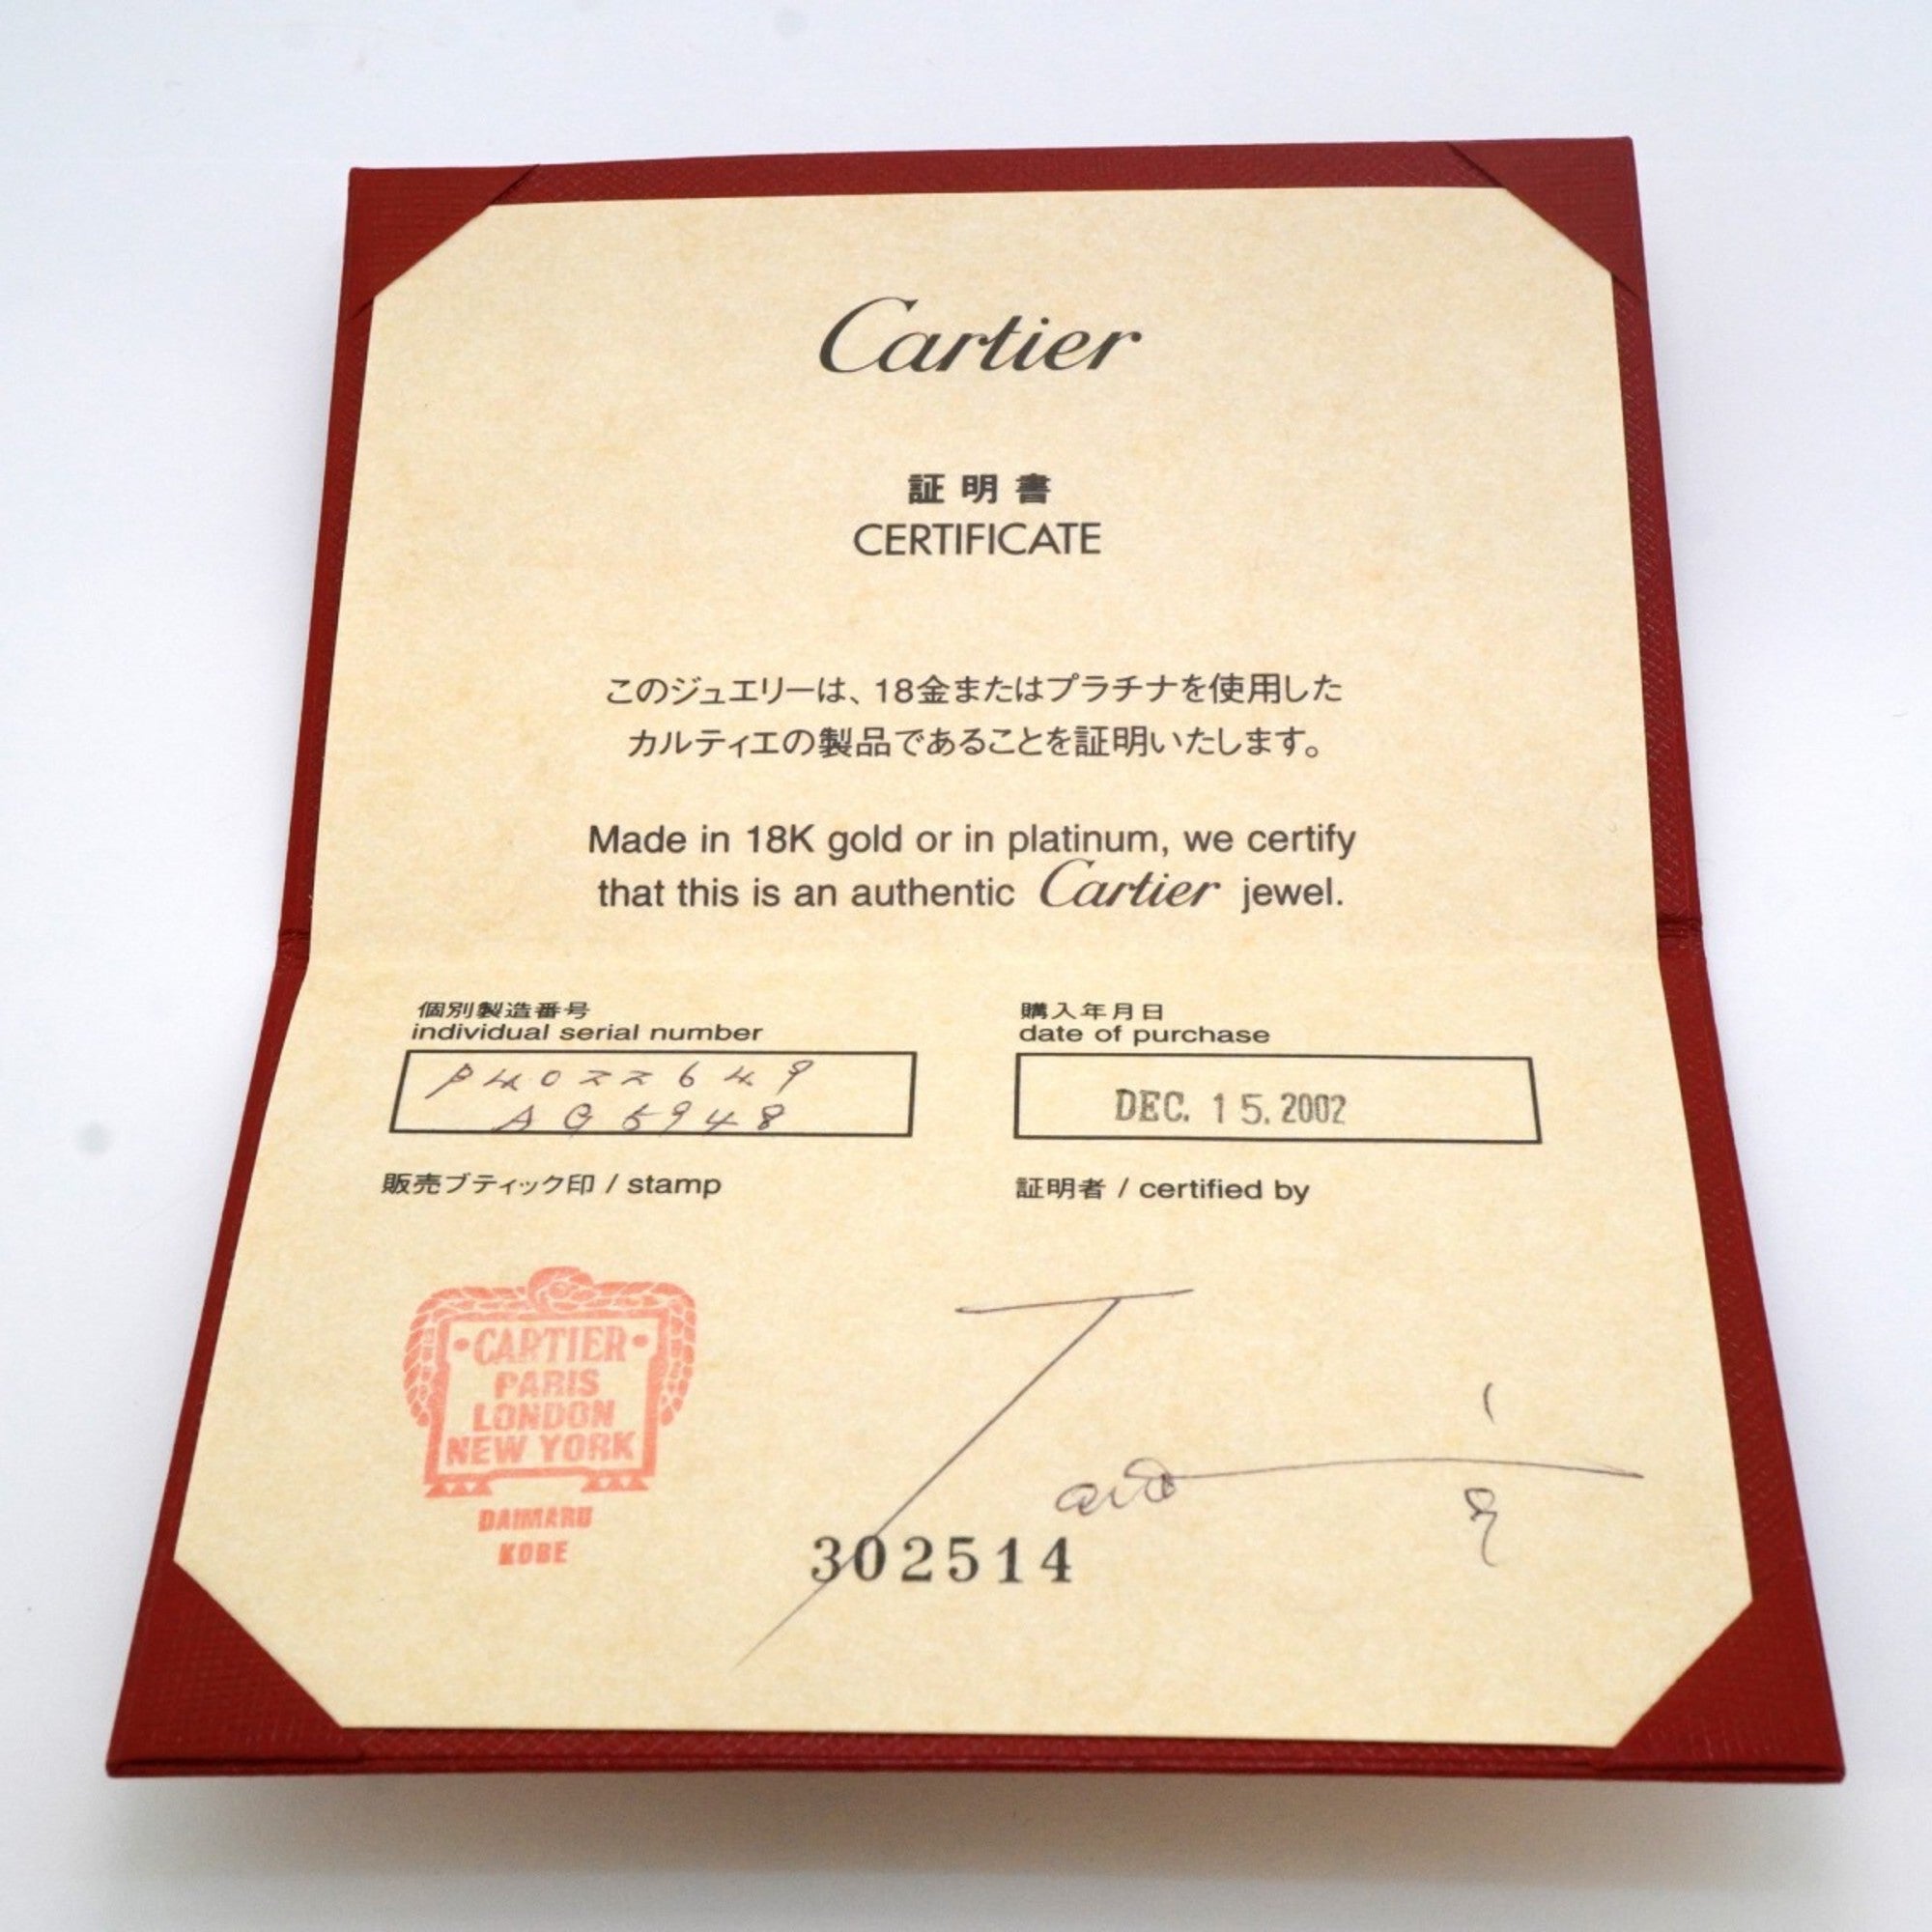 Cartier
証明書
CERTIFICATE
このジュエリーは、18金またはプラチナを使用した
カルティエの製品であることを証明いたします。
Made in 18K gold or in platinum, we certify
that this is an authentic Cartier jewel.
個別製造番号
individual serial number
P4022649
AG5948
購入年月日
date of purchase
DEC. 15. 2002
販売ブティック印 / stamp
証明者 / certified by
・CARTIER・
PARIS
LONDON
NEW YORK
DAIMARU
KOBE
302514